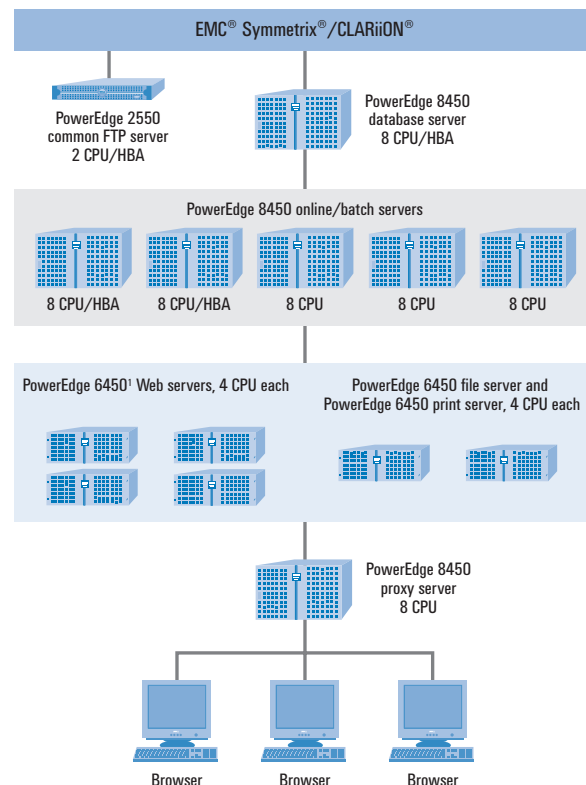 EMC® Symmetrix®/CLARiiON®
PowerEdge 2550
common FTP server
2 CPU/HBA
PowerEdge 8450
database server
8 CPU/HBA
PowerEdge 8450 online/batch servers
8 CPU/HBA
8 CPU/HBA
8 CPU
8 CPU
8 CPU
PowerEdge 6450¹ Web servers, 4 CPU each
PowerEdge 6450 file server and
PowerEdge 6450 print server, 4 CPU each
PowerEdge 8450
proxy server
8 CPU
Browser
Browser
Browser